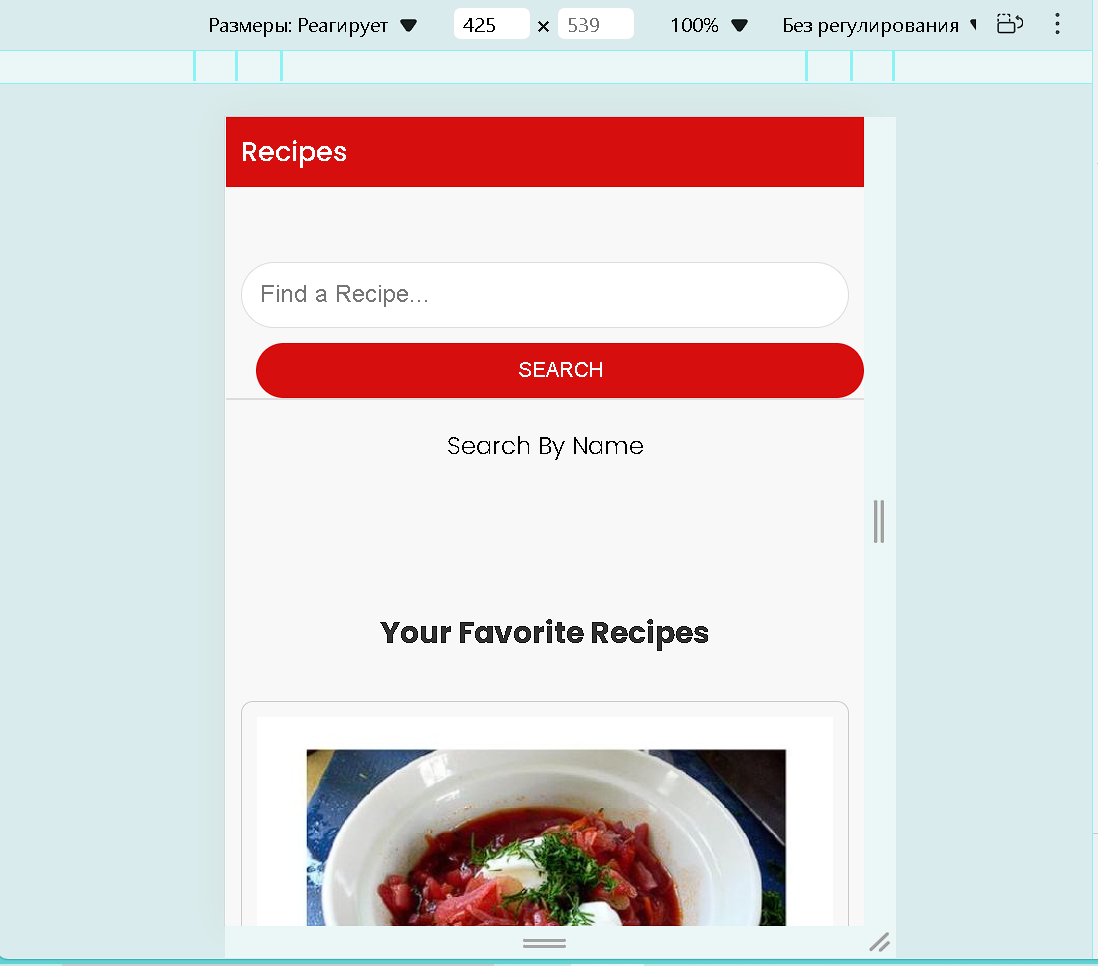 Размеры: Реагирует 425 × 539 100% Без регулирования
Recipes
Find a Recipe...
SEARCH
Search By Name
Your Favorite Recipes